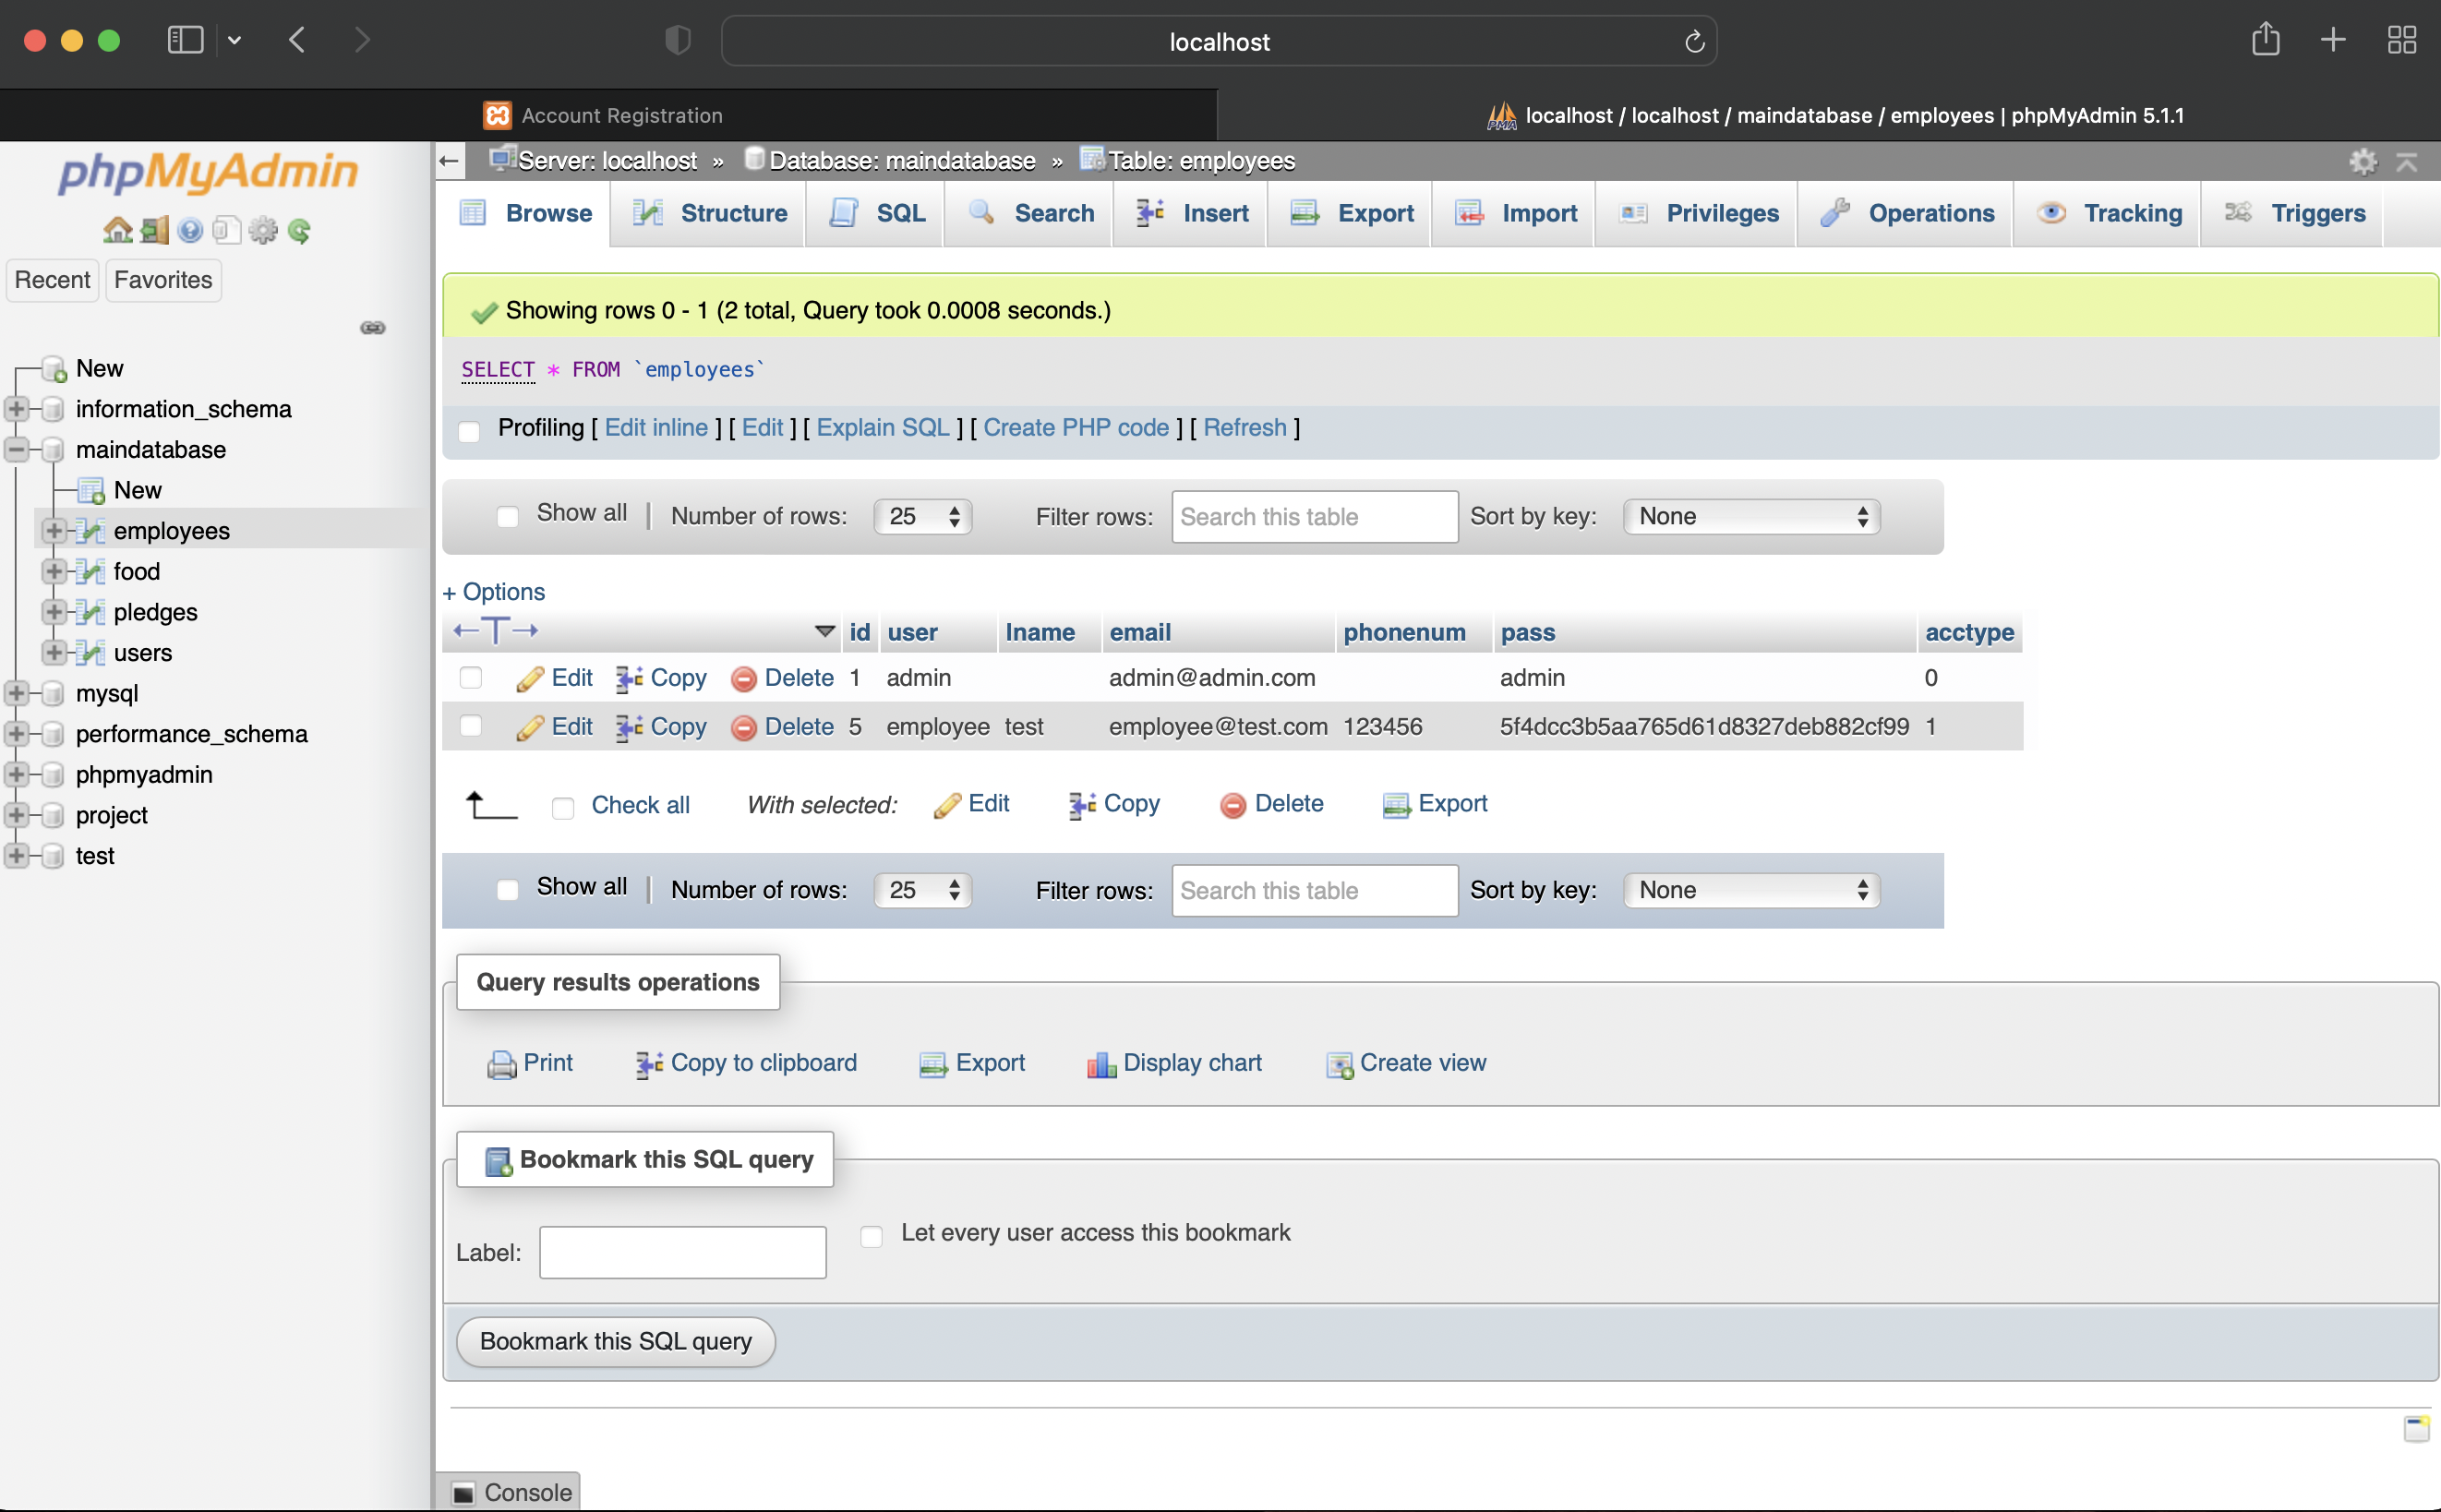 localhost
Account Registration
localhost / localhost / maindatabase / employees | phpMyAdmin 5.1.1
phpMyAdmin
Recent Favorites
New
information_schema
maindatabase
New
employees
food
pledges
users
mysql
performance_schema
phpmyadmin
project
test
Server: localhost » Database: maindatabase » Table: employees
Browse Structure SQL Search Insert Export Import Privileges Operations Tracking Triggers
Showing rows 0 - 1 (2 total, Query took 0.0008 seconds.)
SELECT * FROM `employees`
Profiling [ Edit inline ] [ Edit ] [ Explain SQL ] [ Create PHP code ] [ Refresh ]
Show all | Number of rows: 25 Filter rows: Search this table Sort by key: None
+ Options
←T→ id user lname email phonenum pass acctype
Edit Copy Delete 1 admin admin@admin.com admin 0
Edit Copy Delete 5 employee test employee@test.com 123456 5f4dcc3b5aa765d61d8327deb882cf99 1
Check all With selected: Edit Copy Delete Export
Show all | Number of rows: 25 Filter rows: Search this table Sort by key: None
Query results operations
Print Copy to clipboard Export Display chart Create view
Bookmark this SQL query
Label: Let every user access this bookmark
Bookmark this SQL query
Console